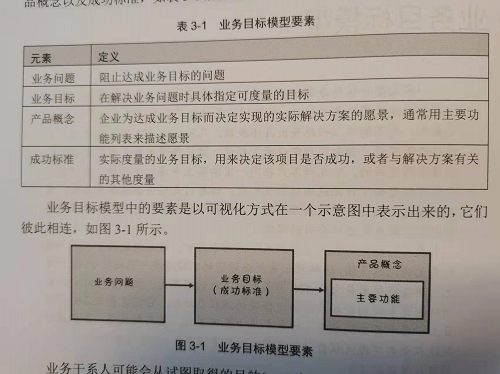 品概念以及成功标准，如表3-1
表 3-1 业务目标模型要素
元素 定义
业务问题 阻止达成业务目标的问题
业务目标 在解决业务问题时具体指定可度量的目标
产品概念 企业为达成业务目标而决定实现的实际解决方案的愿景，通常用主要功
能列表来描述愿景
成功标准 实际度量的业务目标，用来决定该项目是否成功，或者与解决方案有关
的其他度量
业务目标模型中的要素是以可视化方式在一个示意图中表示出来的，它们
彼此相连，如图 3-1 所示。
业务问题
业务目标
（成功标准）
产品概念
主要功能
图 3-1 业务目标模型要素
业务干系人可能会从试图取得的目的